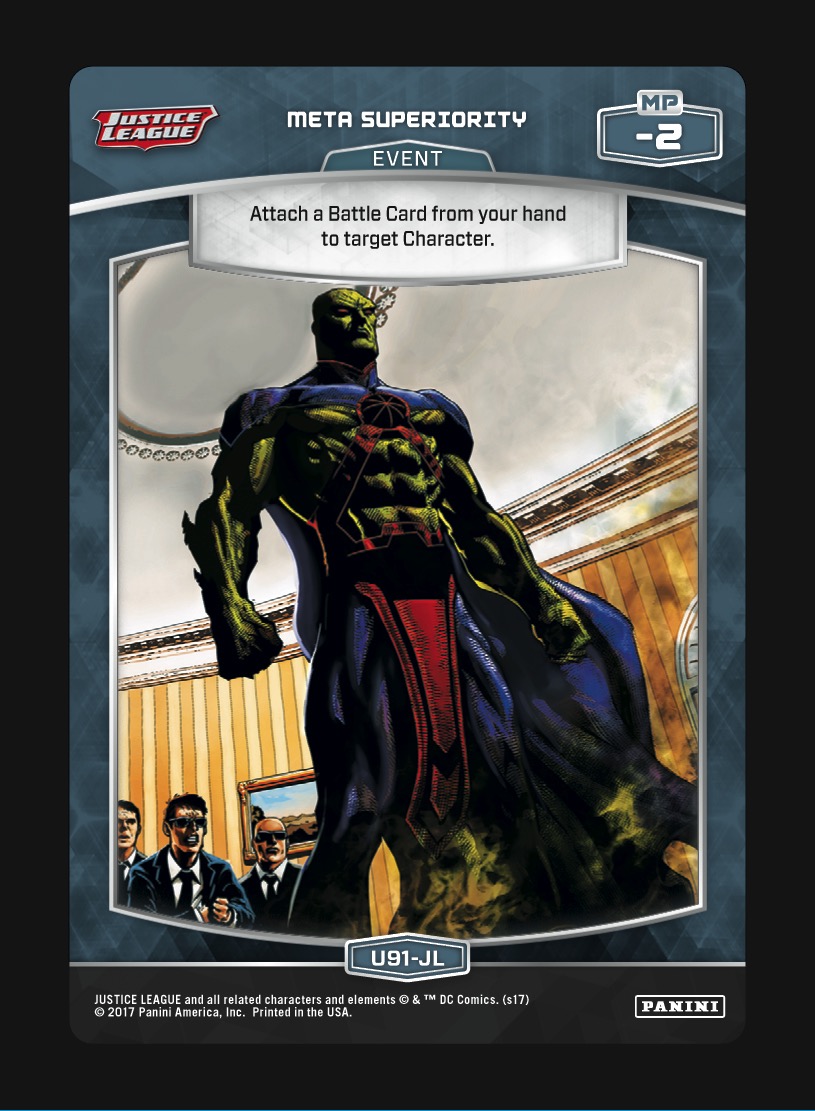 JUSTICE
LEAGUE
META SUPERIORITY
MP
-2
EVENT
Attach a Battle Card from your hand
to target Character.
U91-JL
JUSTICE LEAGUE and all related characters and elements © & ™ DC Comics. (s17)
© 2017 Panini America, Inc. Printed in the USA.
PANINI